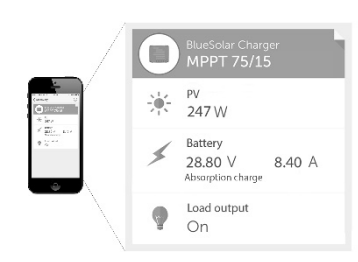 BlueSolar Charger
MPPT 75/15
PV
247 W
Battery
28.80 V 8.40 A
Absorption charge
Load output
On